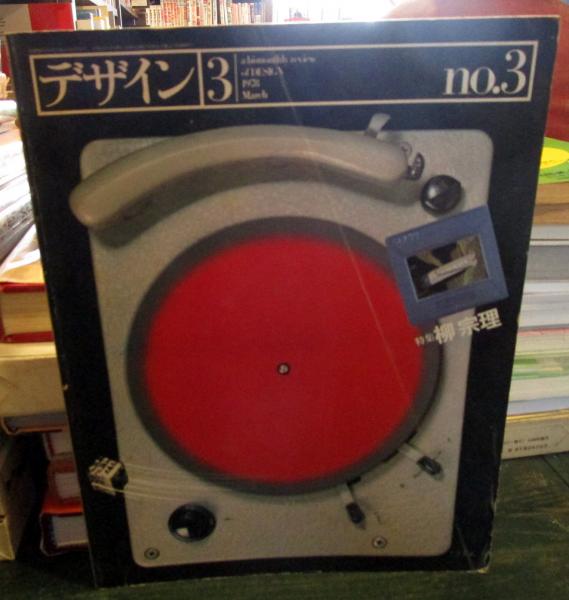 デザイン
3
a bimonthly review
of DESIGN
1978
March
no.3
特集 柳 宗理